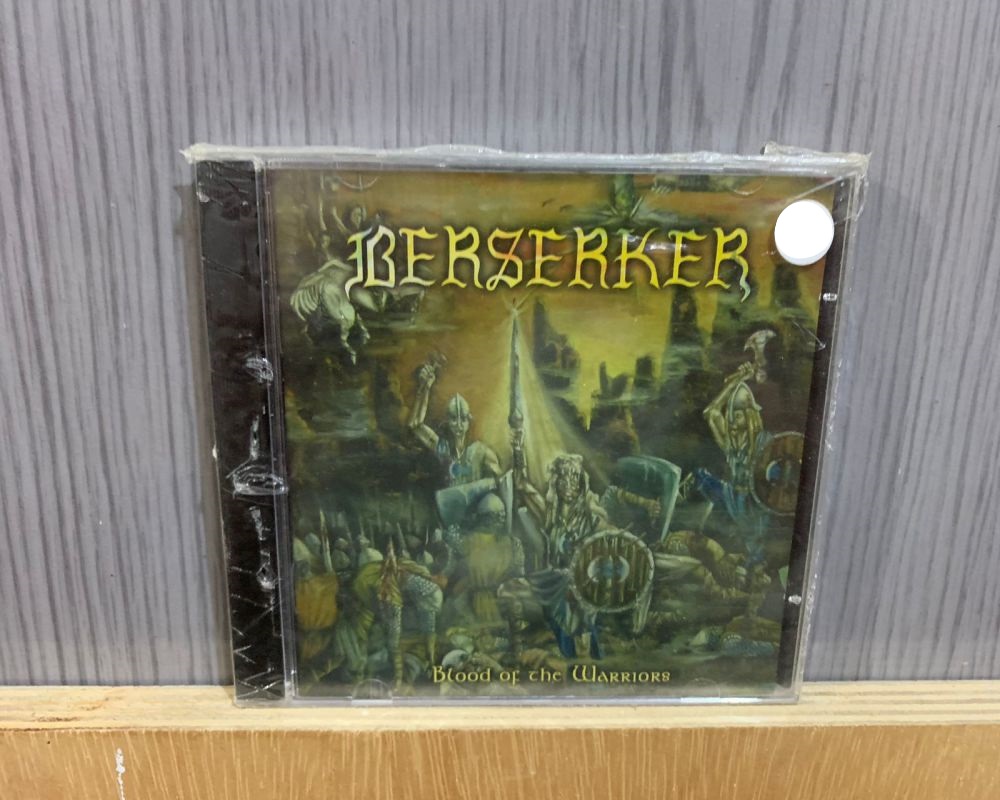 BERSERKER
Blood of the Warriors